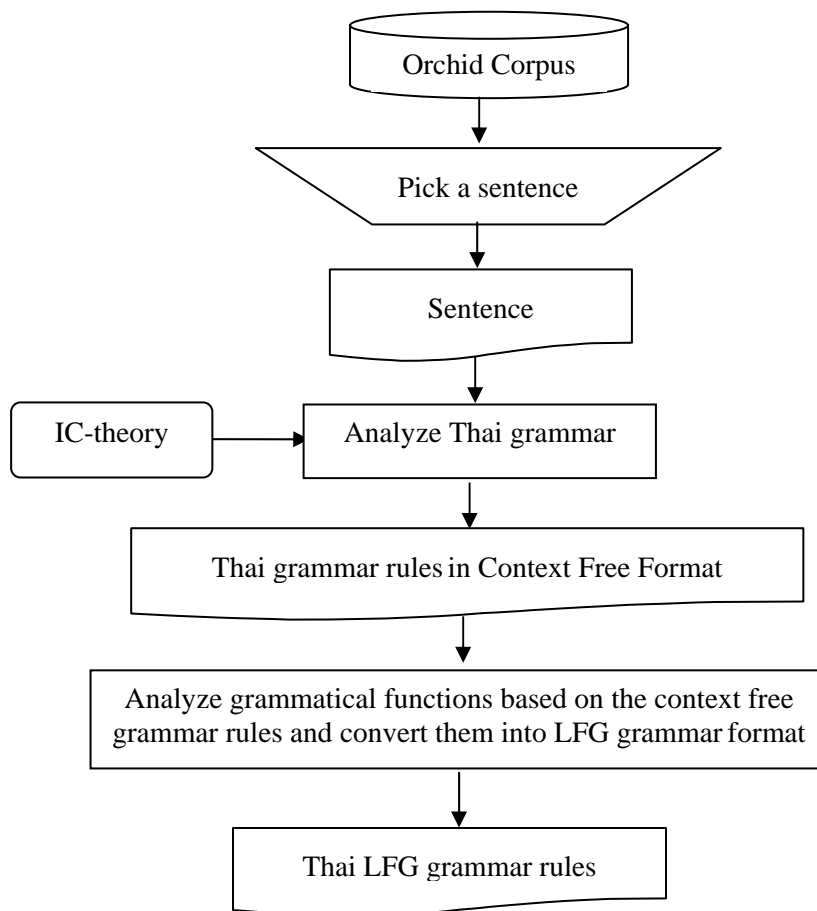 Orchid Corpus
Pick a sentence
Sentence
IC-theory
Analyze Thai grammar
Thai grammar rules in Context Free Format
Analyze grammatical functions based on the context free
grammar rules and convert them into LFG grammar format
Thai LFG grammar rules